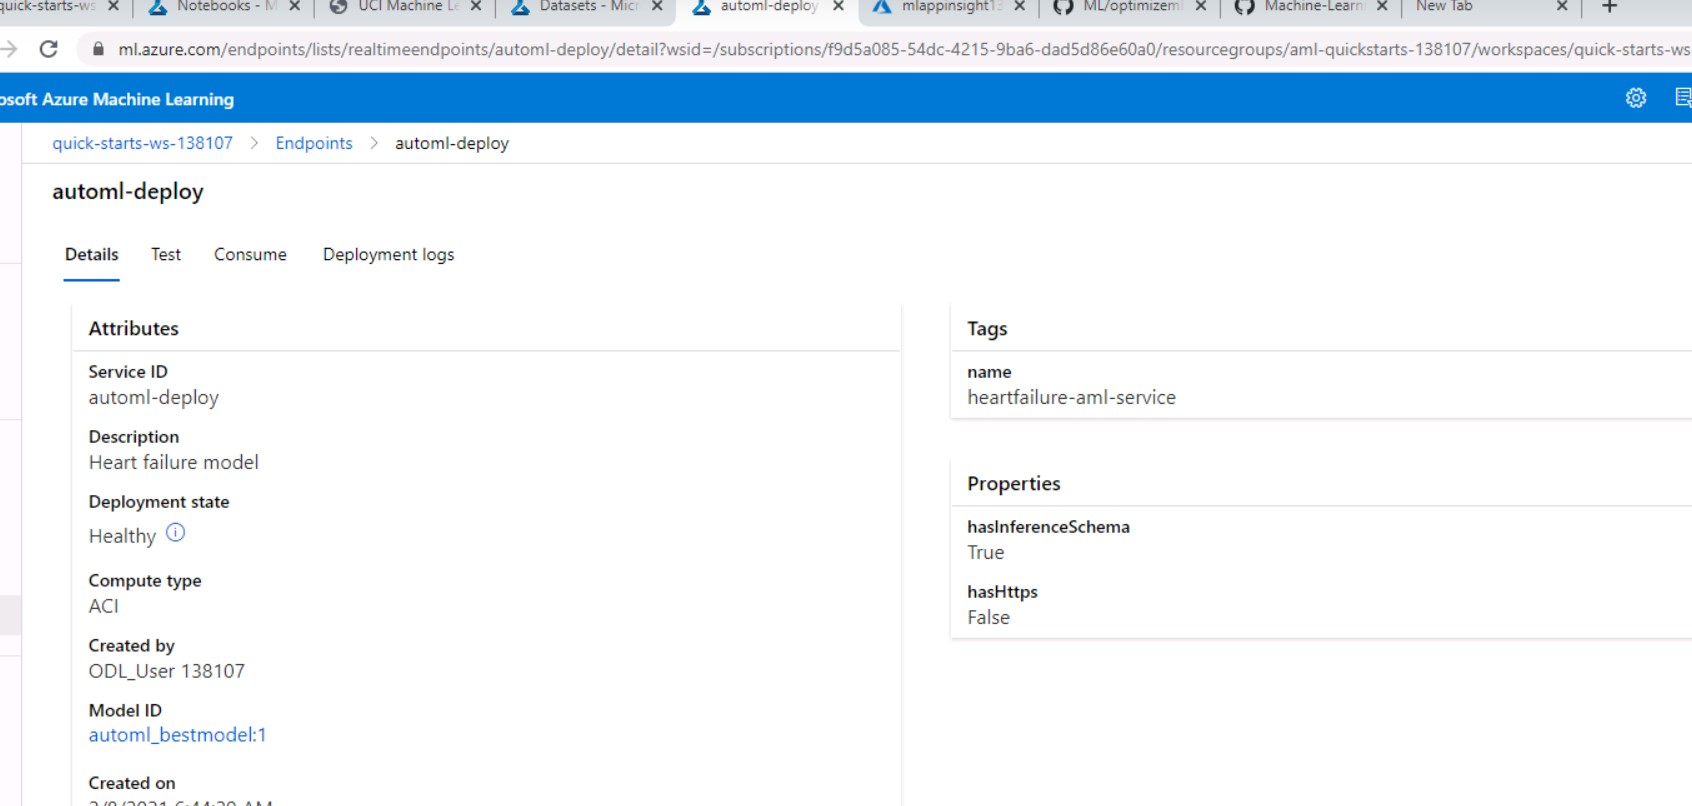 quick-starts-ws Notebooks - M UCI Machine Le Datasets - Micr automl-deploy mlappinsight13 ML/optimizeml Machine-Learni New Tab
ml.azure.com/endpoints/lists/realtimeendpoints/automl-deploy/detail?wsid=/subscriptions/f9d5a085-54dc-4215-9ba6-dad5d86e60a0/resourcegroups/aml-quickstarts-138107/workspaces/quick-starts-ws
osoft Azure Machine Learning
quick-starts-ws-138107 > Endpoints > automl-deploy
automl-deploy
Details Test Consume Deployment logs
Attributes
Service ID
automl-deploy
Description
Heart failure model
Deployment state
Healthy
Compute type
ACI
Created by
ODL_User 138107
Model ID
automl_bestmodel:1
Created on
Tags
name
heartfailure-aml-service
Properties
hasInferenceSchema
True
hasHttps
False